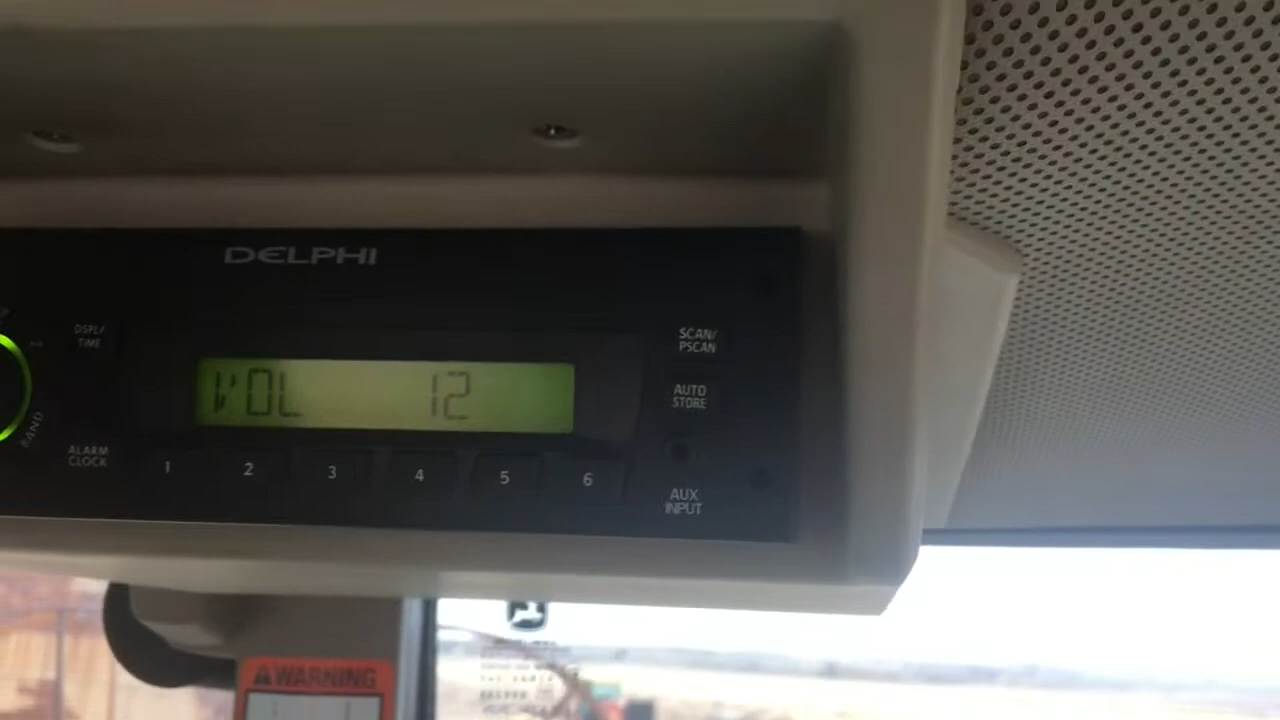 DELPHI
DSPL/
TIME
SCAN/
PSCAN
VOL 12
AUTO
STORE
BAND
ALARM
CLOCK
1 2 3 4 5 6
AUX
INPUT
WARNING